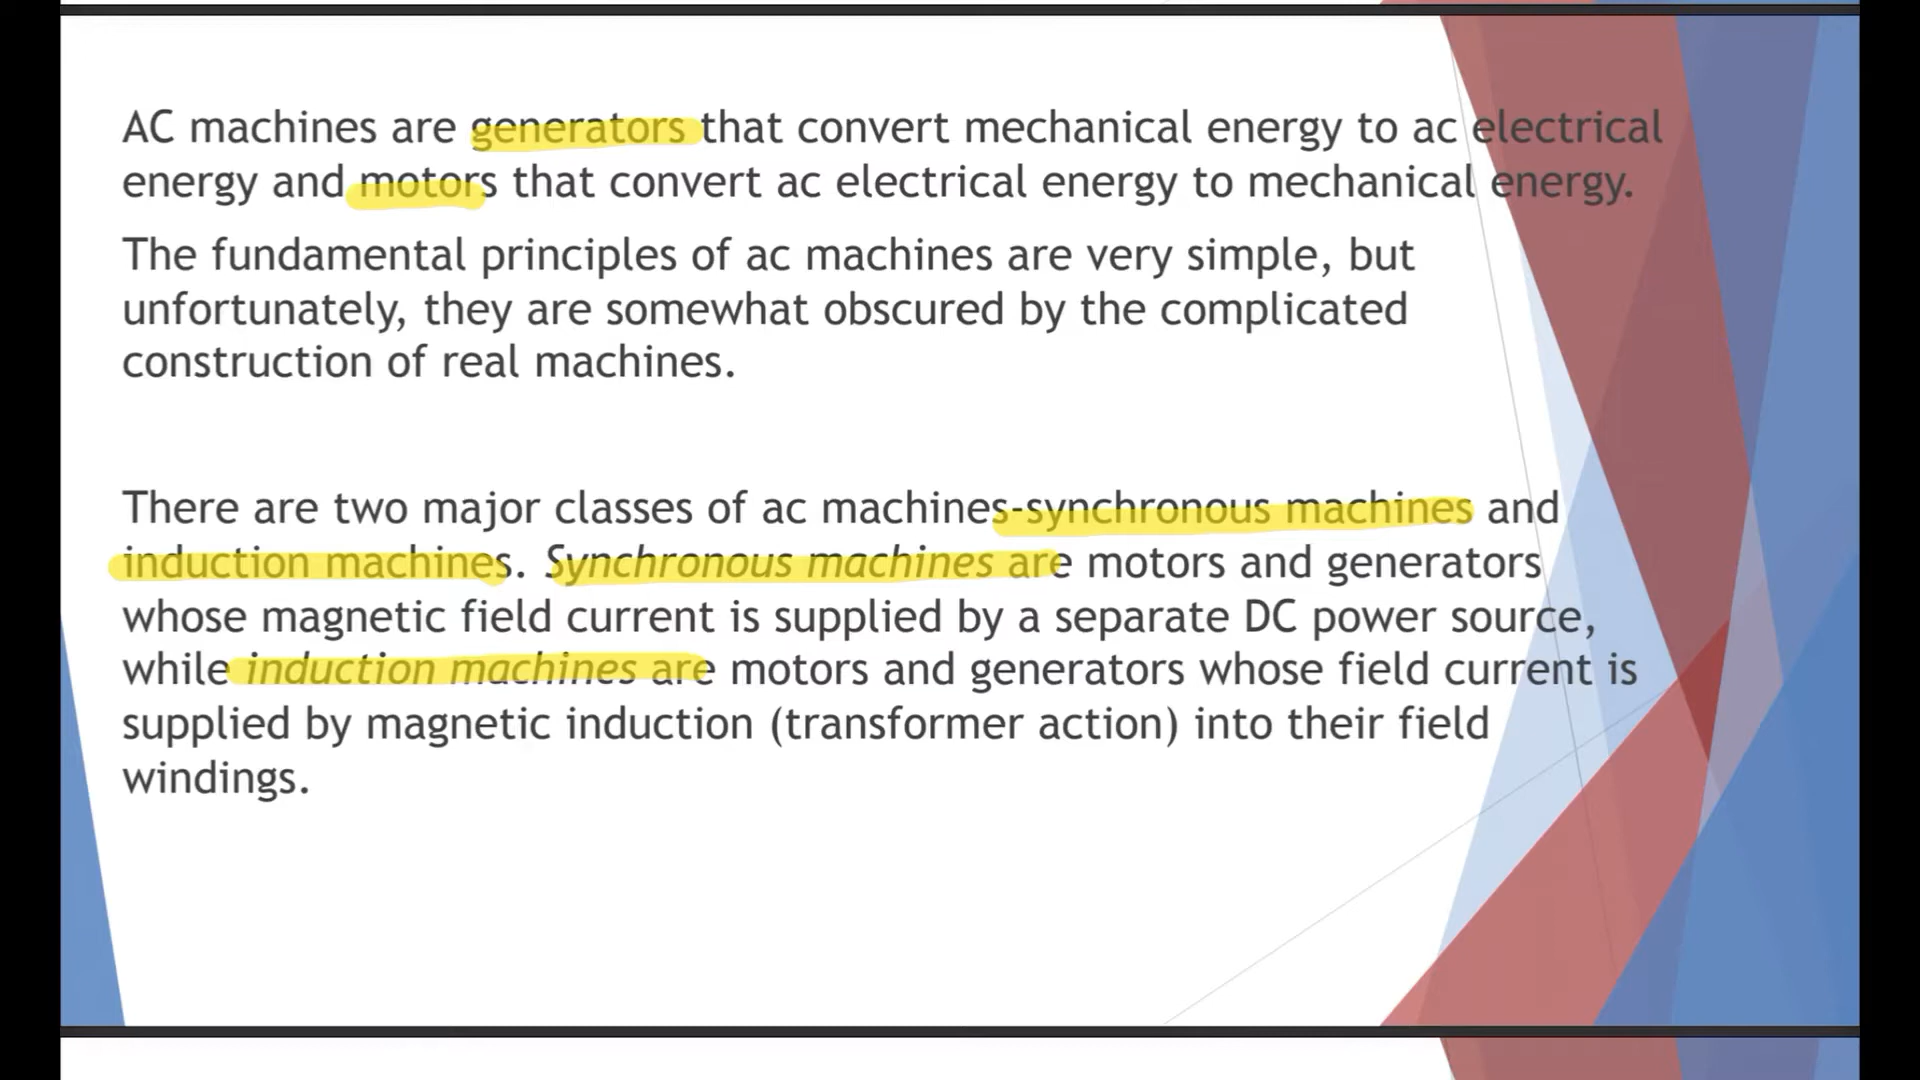 AC machines are generators that convert mechanical energy to ac electrical
energy and motors that convert ac electrical energy to mechanical energy.
The fundamental principles of ac machines are very simple, but
unfortunately, they are somewhat obscured by the complicated
construction of real machines.
There are two major classes of ac machines-synchronous machines and
induction machines. Synchronous machines are motors and generators
whose magnetic field current is supplied by a separate DC power source,
while induction machines are motors and generators whose field current is
supplied by magnetic induction (transformer action) into their field
windings.